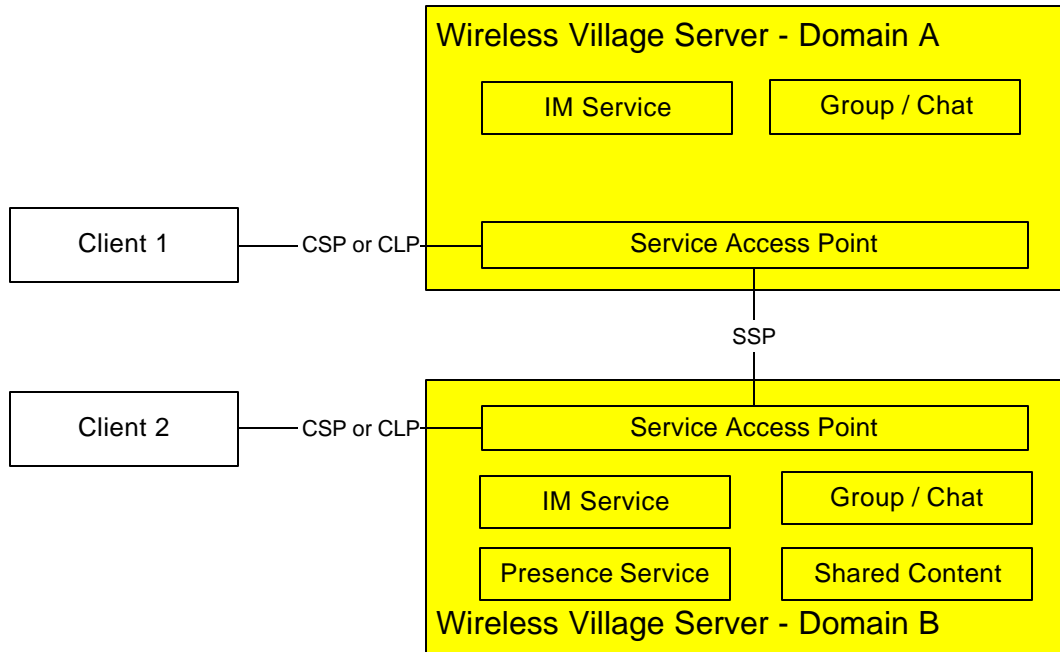 Wireless Village Server - Domain A
IM Service
Group / Chat
Client 1
CSP or CLP
Service Access Point
SSP
Client 2
CSP or CLP
Service Access Point
IM Service
Group / Chat
Presence Service
Shared Content
Wireless Village Server - Domain B